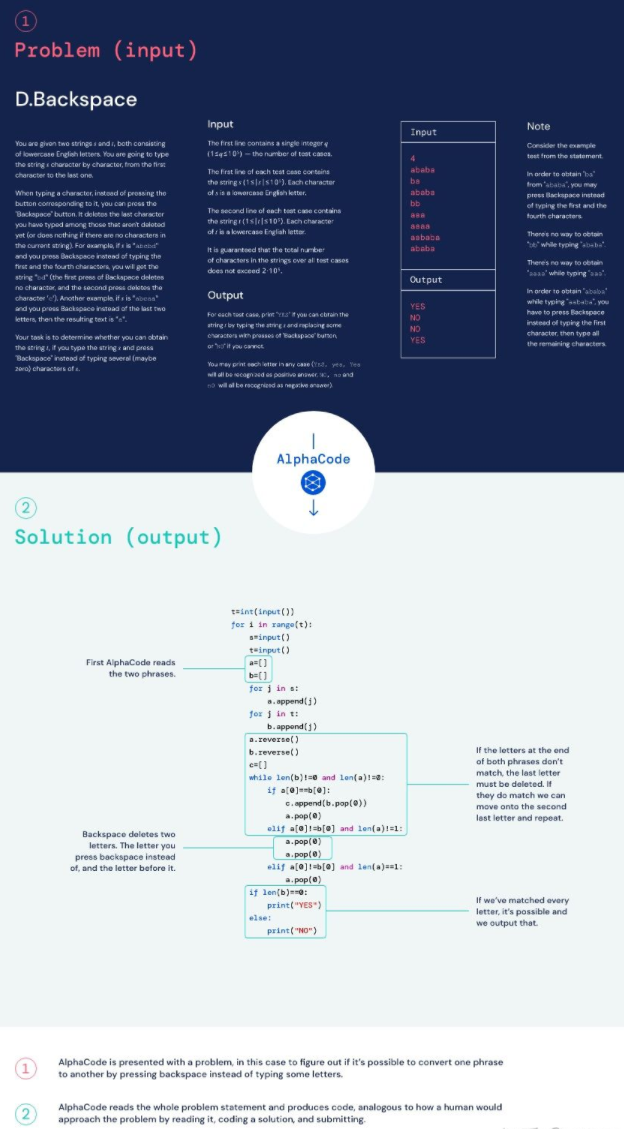 1
Problem (input)
D.Backspace
You are given two strings s and t, both consisting
of lowercase English letters. You are going to type
the string s character by character, from the first
character to the last one.
When typing a character, instead of pressing the
button corresponding to it, you can press the
"Backspace" button. It deletes the last character
you have typed among those that aren't deleted
yet (or does nothing if there are no characters in
the current string). For example, if s is "abcbd"
and you press Backspace instead of typing the
first and the fourth characters, you will get the
string "bd" (the first press of Backspace deletes
no character, and the second press deletes the
character 'c'). Another example, if s is "abcaa"
and you press Backspace instead of the last two
letters, then the resulting text is "a".
Your task is to determine whether you can obtain
the string t, if you type the string s and press
"Backspace" instead of typing several (maybe
zero) characters of s.
Input
The first line contains a single integer q
(1≤q≤10⁵) — the number of test cases.
The first line of each test case contains
the string s (1≤|s|≤10⁵). Each character
of s is a lowercase English letter.
The second line of each test case contains
the string t (1≤|t|≤10⁵). Each character
of t is a lowercase English letter.
It is guaranteed that the total number
of characters in the strings over all test cases
does not exceed 2·10⁵.
Output
For each test case, print "YES" if you can obtain the
string t by typing the string s and replacing some
characters with presses of "Backspace" button,
or "NO" if you cannot.
You may print each letter in any case (YES, yes, Yes
will all be recognized as positive answer, NO, no and
nO will all be recognized as negative answer).
Input
4
ababa
ba
ababa
bb
aaa
aaaa
aababa
ababa
Output
YES
NO
NO
YES
Note
Consider the example
test from the statement.
In order to obtain "ba"
from "ababa", you may
press Backspace instead
of typing the first and the
fourth characters.
There's no way to obtain
"bb" while typing "ababa".
There's no way to obtain
"aaaa" while typing "aaa".
In order to obtain "ababa"
while typing "aababa", you
have to press Backspace
instead of typing the first
character, then type all
the remaining characters.
AlphaCode
2
Solution (output)
t=int(input())
for i in range(t):
s=input()
t=input()
a=[]
b=[]
for j in s:
a.append(j)
for j in t:
b.append(j)
a.reverse()
b.reverse()
c=[]
while len(b)!=0 and len(a)!=0:
if a[0]==b[0]:
c.append(b.pop(0))
a.pop(0)
elif a[0]!=b[0] and len(a)!=1:
a.pop(0)
a.pop(0)
elif a[0]!=b[0] and len(a)==1:
a.pop(0)
if len(b)==0:
print("YES")
else:
print("NO")
First AlphaCode reads
the two phrases.
Backspace deletes two
letters. The letter you
press backspace instead
of, and the letter before it.
If the letters at the end
of both phrases don't
match, the last letter
must be deleted. If
they do match we can
move onto the second
last letter and repeat.
If we've matched every
letter, it's possible and
we output that.
1
AlphaCode is presented with a problem, in this case to figure out if it's possible to convert one phrase
to another by pressing backspace instead of typing some letters.
2
AlphaCode reads the whole problem statement and produces code, analogous to how a human would
approach the problem by reading it, coding a solution, and submitting.